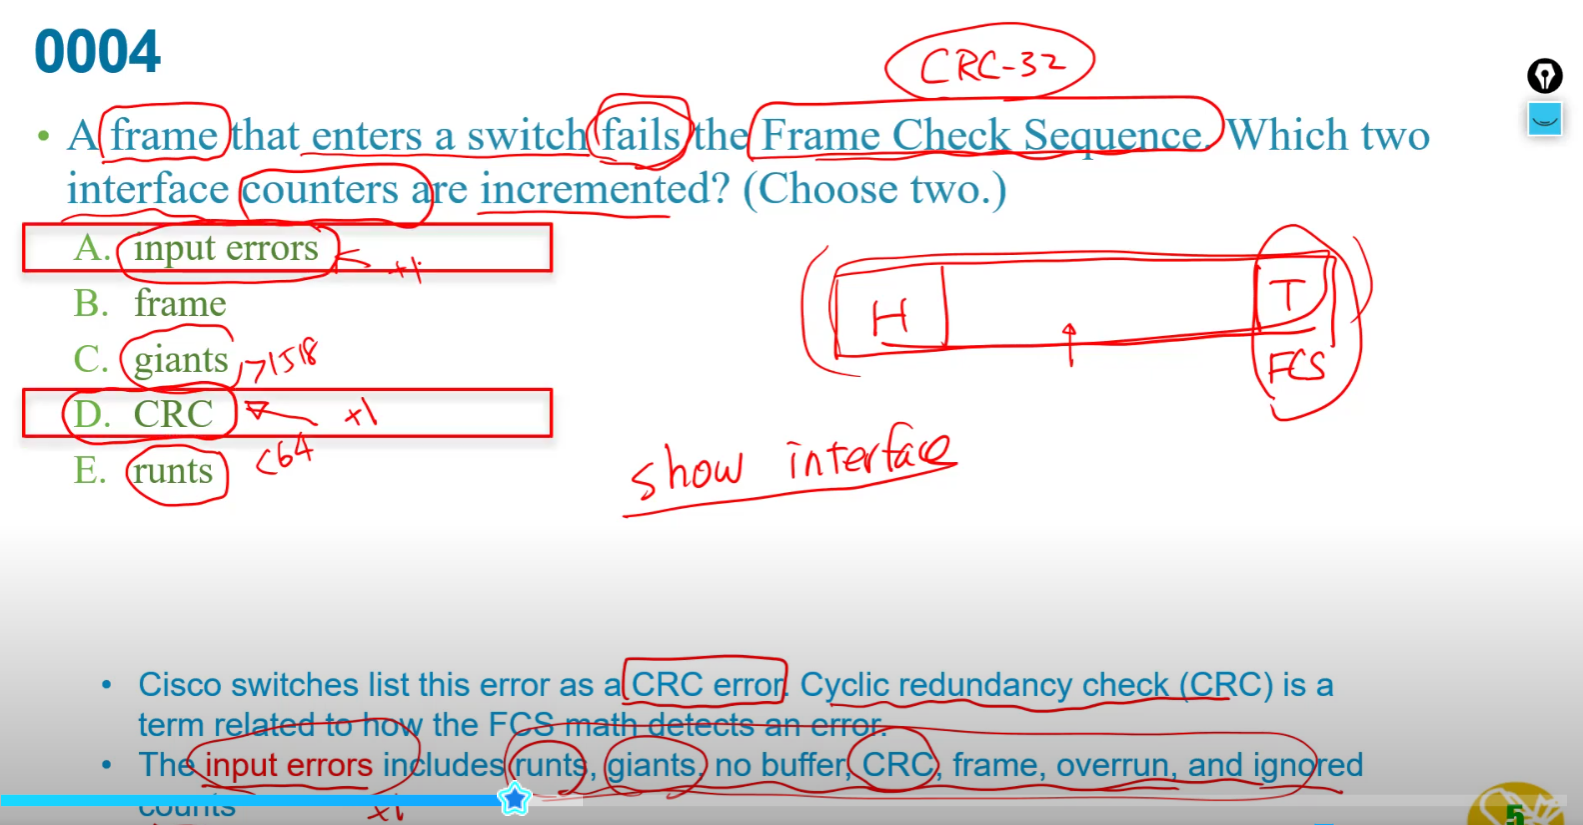 0004
CRC-32
• A frame that enters a switch fails the Frame Check Sequence. Which two
interface counters are incremented? (Choose two.)
A. input errors
+1
B. frame
C. giants
>1518
D. CRC
+1
E. runts
<64
H
T
FCS
show interface
• Cisco switches list this error as a CRC error. Cyclic redundancy check (CRC) is a
term related to how the FCS math detects an error.
• The input errors includes runts, giants, no buffer, CRC, frame, overrun, and ignored
counts
+1
5